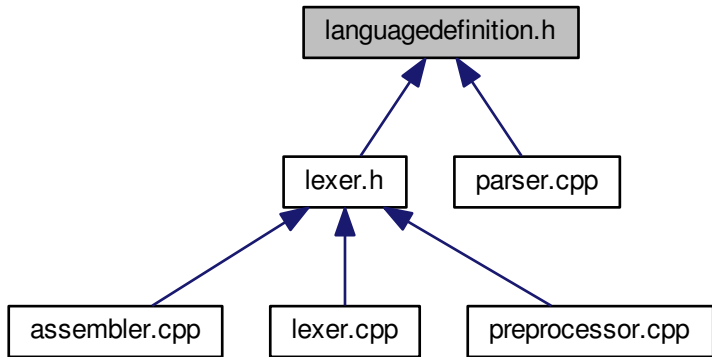 languagedefinition.h
lexer.h
parser.cpp
assembler.cpp
lexer.cpp
preprocessor.cpp